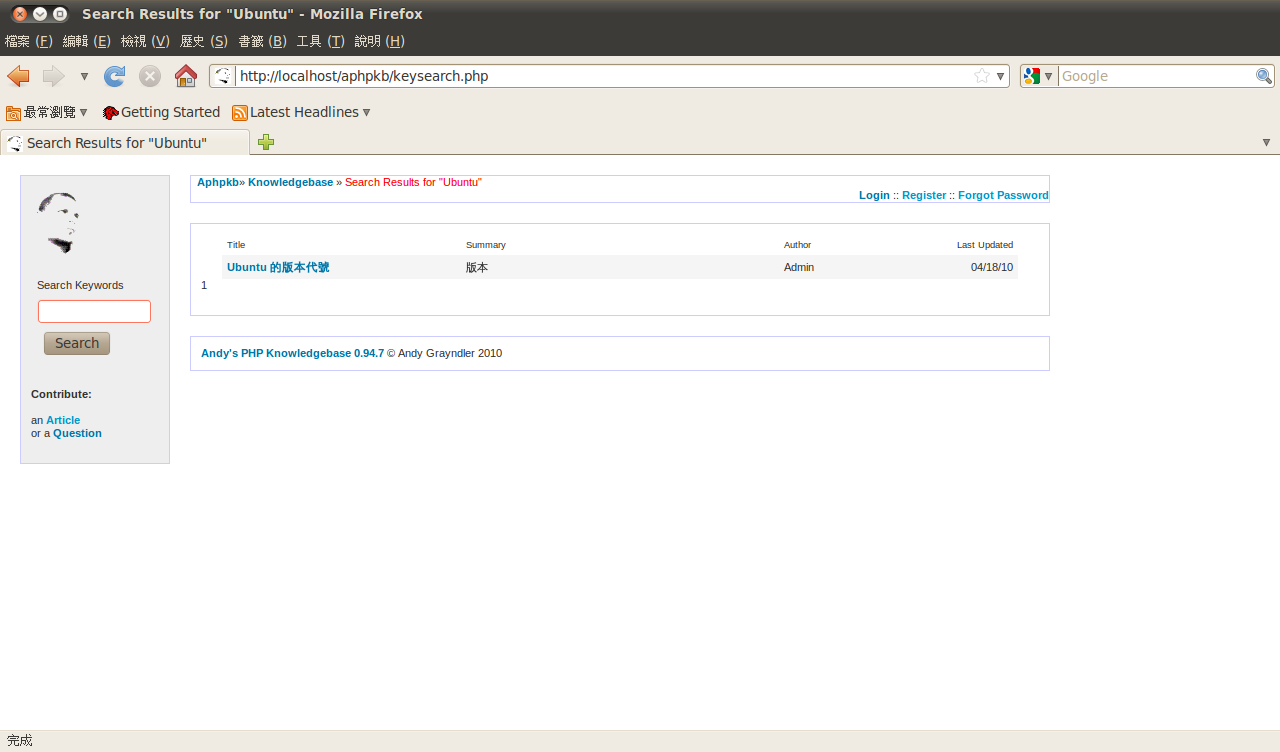 Search Results for "Ubuntu" - Mozilla Firefox
檔案 (F) 編輯 (E) 檢視 (V) 歷史 (S) 書籤 (B) 工具 (T) 說明 (H)
http://localhost/aphpkb/keysearch.php Google
最常瀏覽 Getting Started Latest Headlines
Search Results for "Ubuntu"
Aphpkb» Knowledgebase » Search Results for "Ubuntu"
Login :: Register :: Forgot Password
Title Summary Author Last Updated
Ubuntu 的版本代號 版本 Admin 04/18/10
1
Search Keywords
Search
Contribute:
an Article
or a Question
Andy's PHP Knowledgebase 0.94.7 © Andy Grayndler 2010
完成